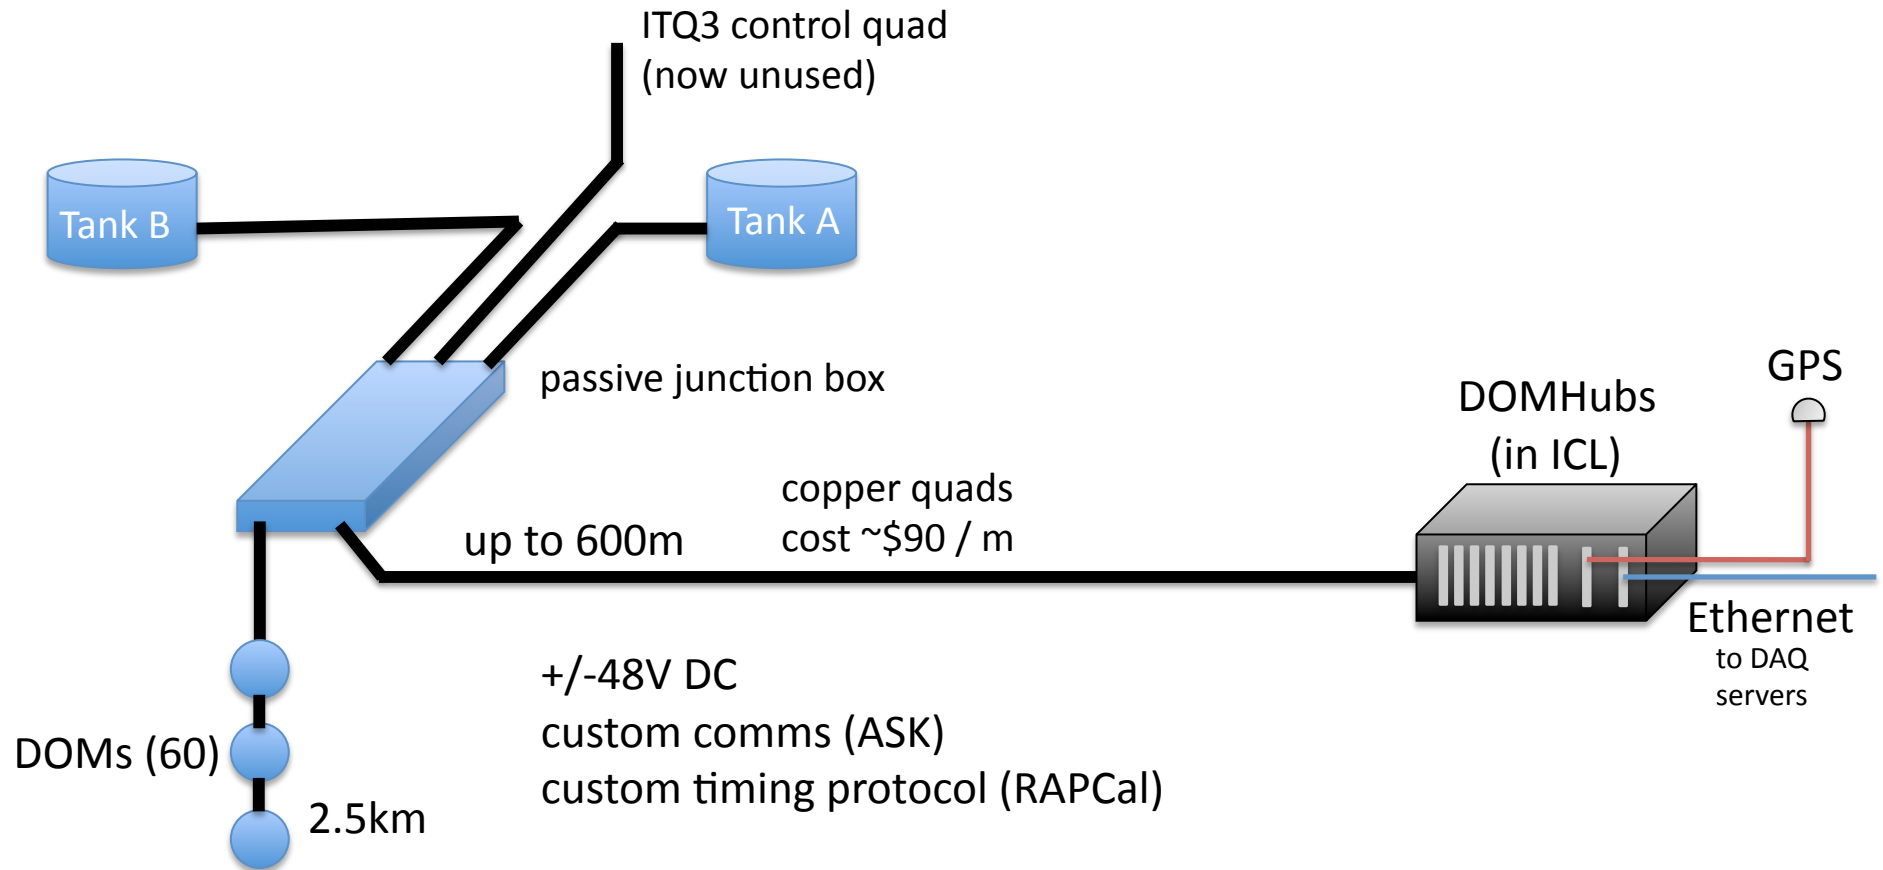 ITQ3 control quad
(now unused)
Tank B
Tank A
passive junction box
GPS
DOMHubs
(in ICL)
copper quads
cost ~$90 / m
up to 600m
Ethernet
to DAQ
servers
+/-48V DC
custom comms (ASK)
custom timing protocol (RAPCal)
DOMs (60)
2.5km